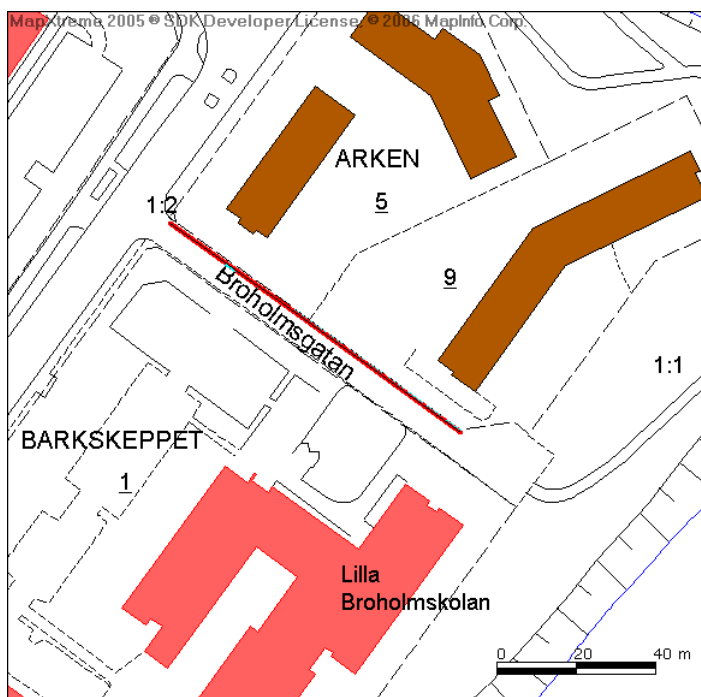 MapXtreme 2005 ® SDK Developer License. © 2006 MapInfo Corp.
ARKEN
1:2
5
Broholmsgatan
9
1:1
BARKSKEPPET
1
Lilla
Broholmskolan
0 20 40 m